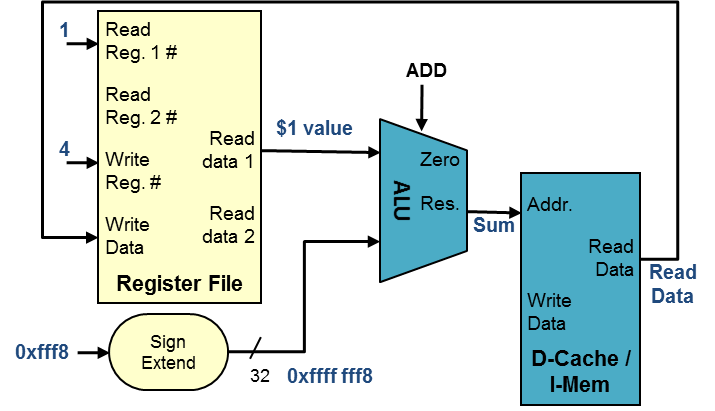 1
Read
Reg. 1 #
Read
Reg. 2 #
4
Write
Reg. #
Write
Data
Read
data 1
Read
data 2
Register File
$1 value
ADD
Zero
ALU
Res.
Sum
Addr.
Read
Data
Write
Data
D-Cache /
I-Mem
Read
Data
0xfff8
Sign
Extend
32
0xffff fff8